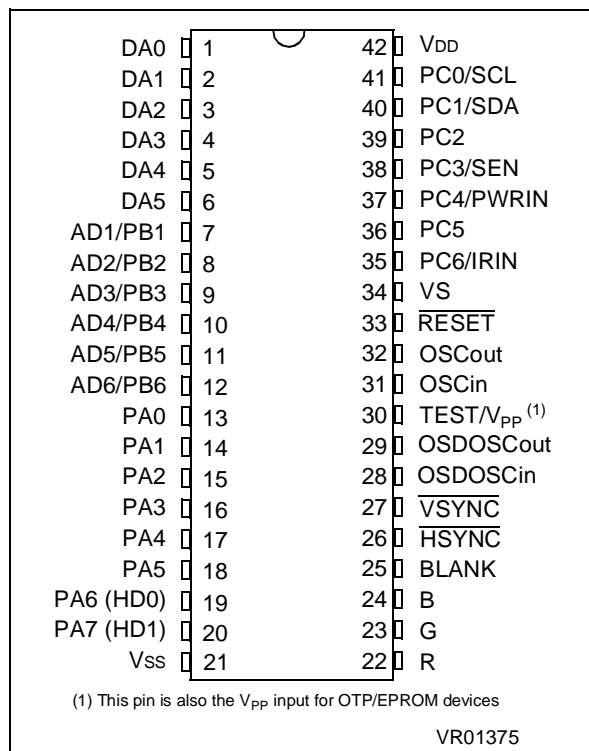 DA0 1 42 VDD
DA1 2 41 PC0/SCL
DA2 3 40 PC1/SDA
DA3 4 39 PC2
DA4 5 38 PC3/SEN
DA5 6 37 PC4/PWRIN
AD1/PB1 7 36 PC5
AD2/PB2 8 35 PC6/IRIN
AD3/PB3 9 34 VS
AD4/PB4 10 33 RESET
AD5/PB5 11 32 OSCout
AD6/PB6 12 31 OSCin
PA0 13 30 TEST/VPP (1)
PA1 14 29 OSDOSCout
PA2 15 28 OSDOSCin
PA3 16 27 VSYNC
PA4 17 26 HSYNC
PA5 18 25 BLANK
PA6 (HD0) 19 24 B
PA7 (HD1) 20 23 G
VSS 21 22 R
(1) This pin is also the VPP input for OTP/EPROM devices
VR01375